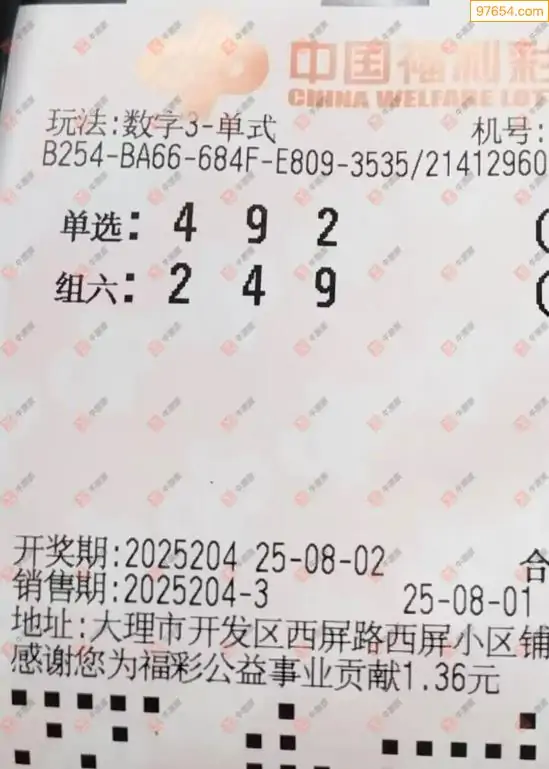 97654.com
中国福利彩
CHINA WELFARE LOT
玩法:数字3-单式 机号:
B254-BA66-684F-E809-3535/21412960
单选: 4 9 2 (
组六: 2 4 9 (
开奖期:2025204 25-08-02 合
销售期:2025204-3 25-08-01
地址:大理市开发区西屏路西屏小区铺
感谢您为福彩公益事业贡献1.36元